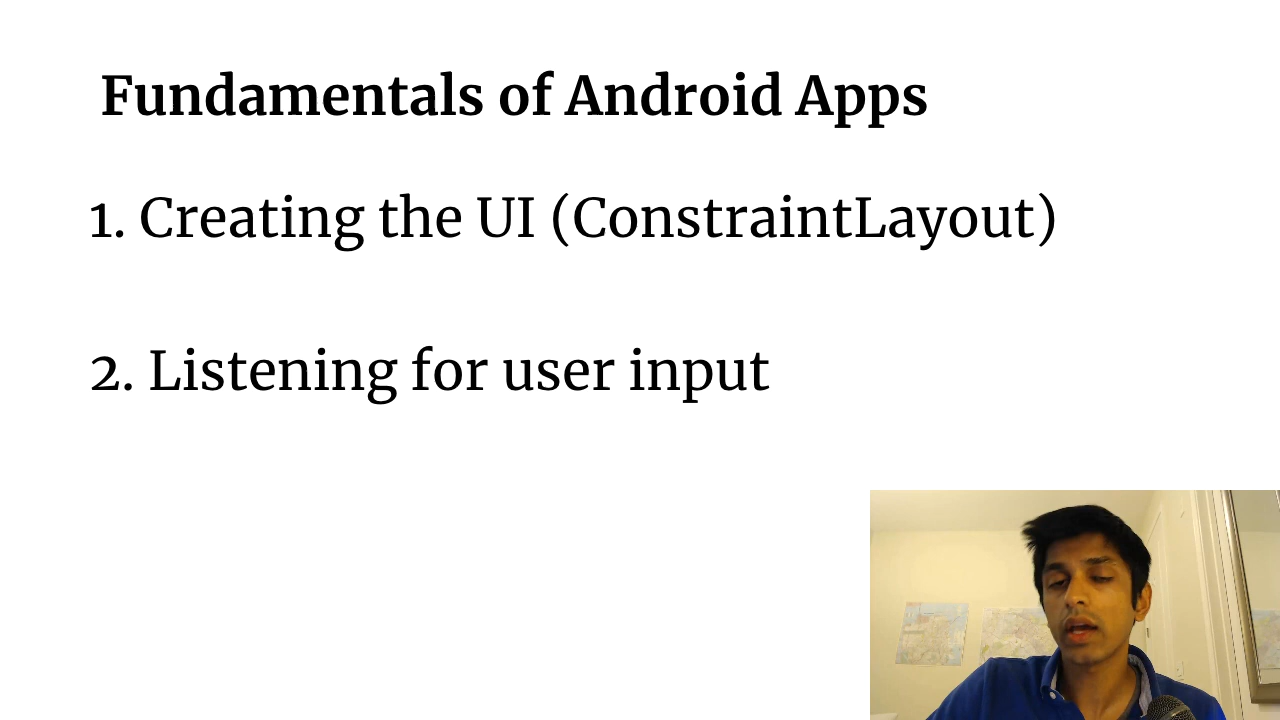 Fundamentals of Android Apps
1. Creating the UI (ConstraintLayout)
2. Listening for user input